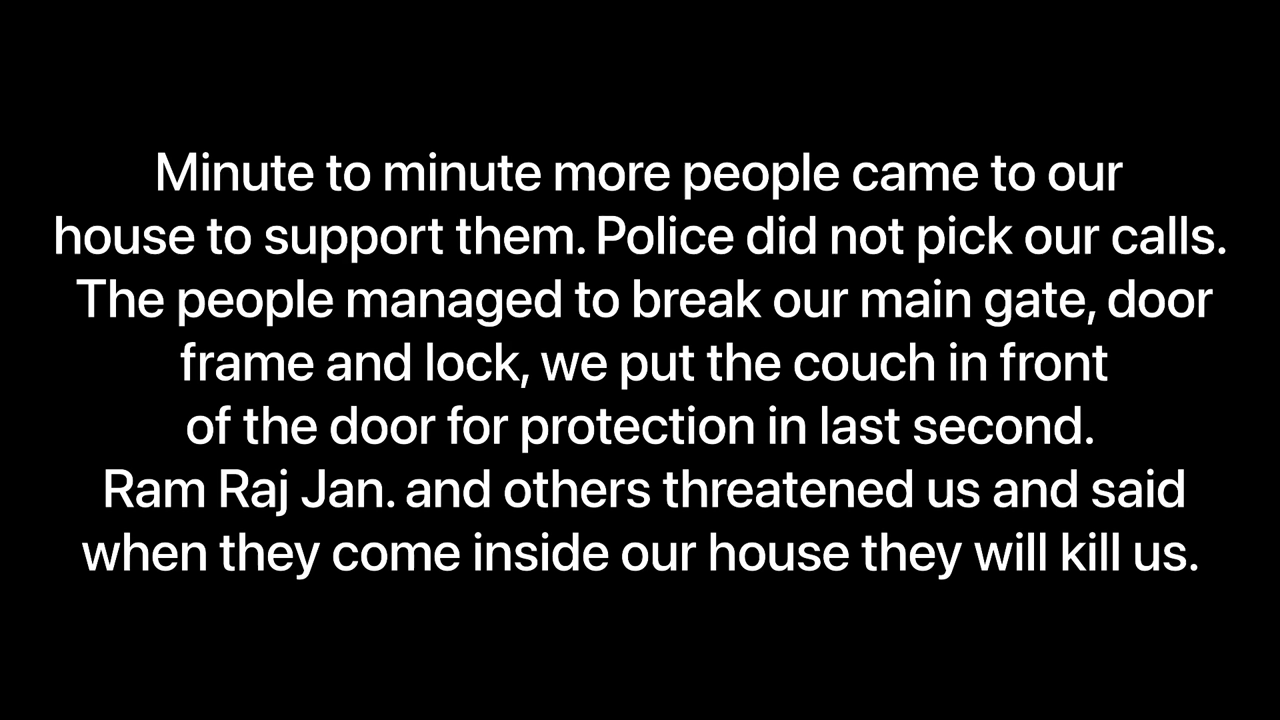 Minute to minute more people came to our
house to support them. Police did not pick our calls.
The people managed to break our main gate, door
frame and lock, we put the couch in front
of the door for protection in last second.
Ram Raj Jan. and others threatened us and said
when they come inside our house they will kill us.